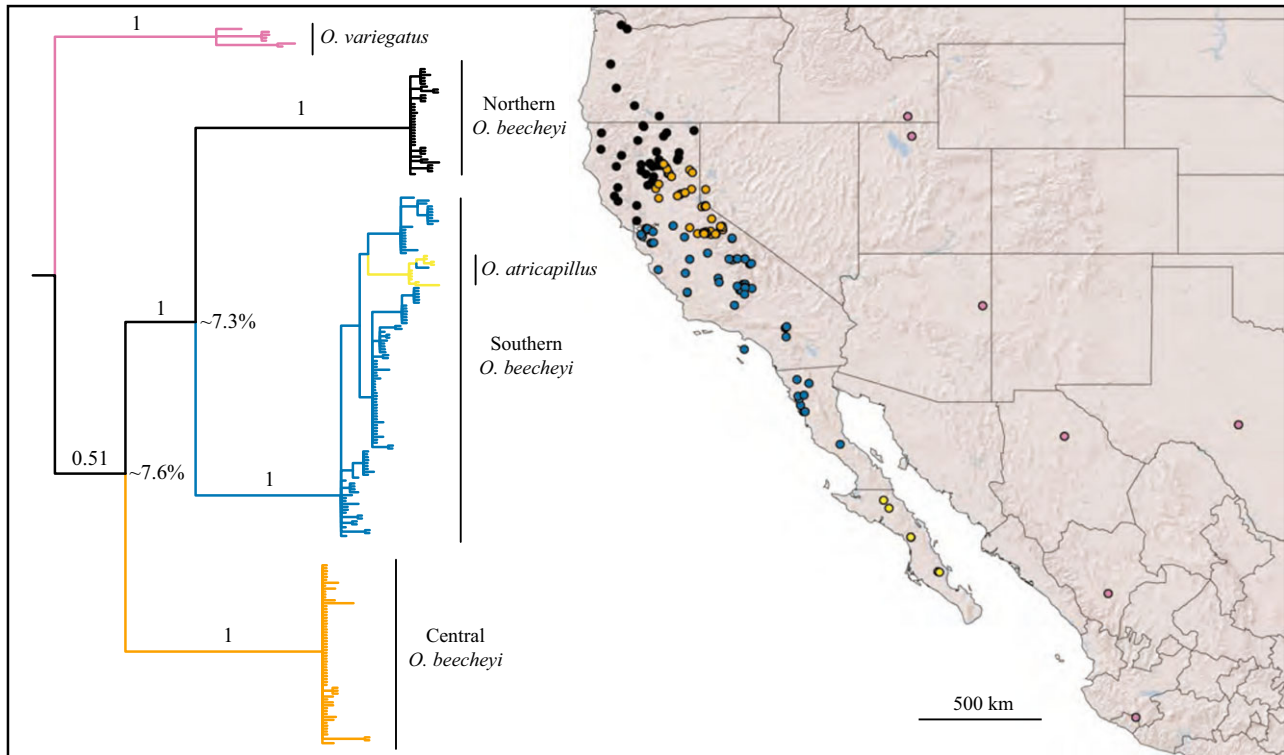 1
O. variegatus
1
Northern
O. beecheyi
O. atricapillus
1
~7.3%
Southern
O. beecheyi
0.51
~7.6%
1
Central
O. beecheyi
1
500 km